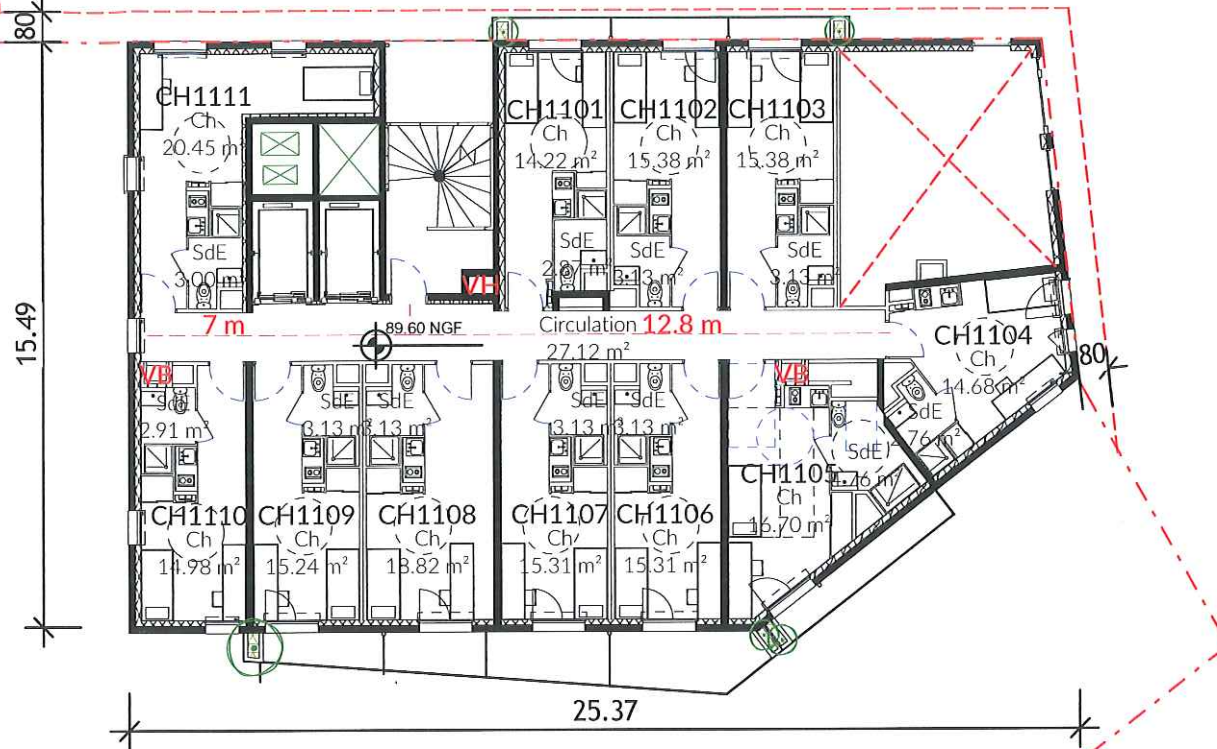 80
15.49
CH1111
Ch
20.45 m²
SdE
3.00 m²
CH1101
Ch
14.22 m²
SdE
CH1102
Ch
15.38 m²
3.13 m²
CH1103
Ch
15.38 m²
SdE
3.13 m²
VH
7 m
89.60 NGF
Circulation 12.8 m
27.12 m²
CH1104
Ch
14.68 m²
SdE
2.76 m²
80
VB
SdE
2.91 m²
SdE
3.13 m²
SdE
3.13 m²
SdE
3.13 m²
SdE
3.13 m²
VB
SdE
CH1110
Ch
14.98 m²
CH1109
Ch
15.24 m²
CH1108
Ch
18.82 m²
CH1107
Ch
15.31 m²
CH1106
Ch
15.31 m²
CH1105
Ch
16.70 m²
25.37